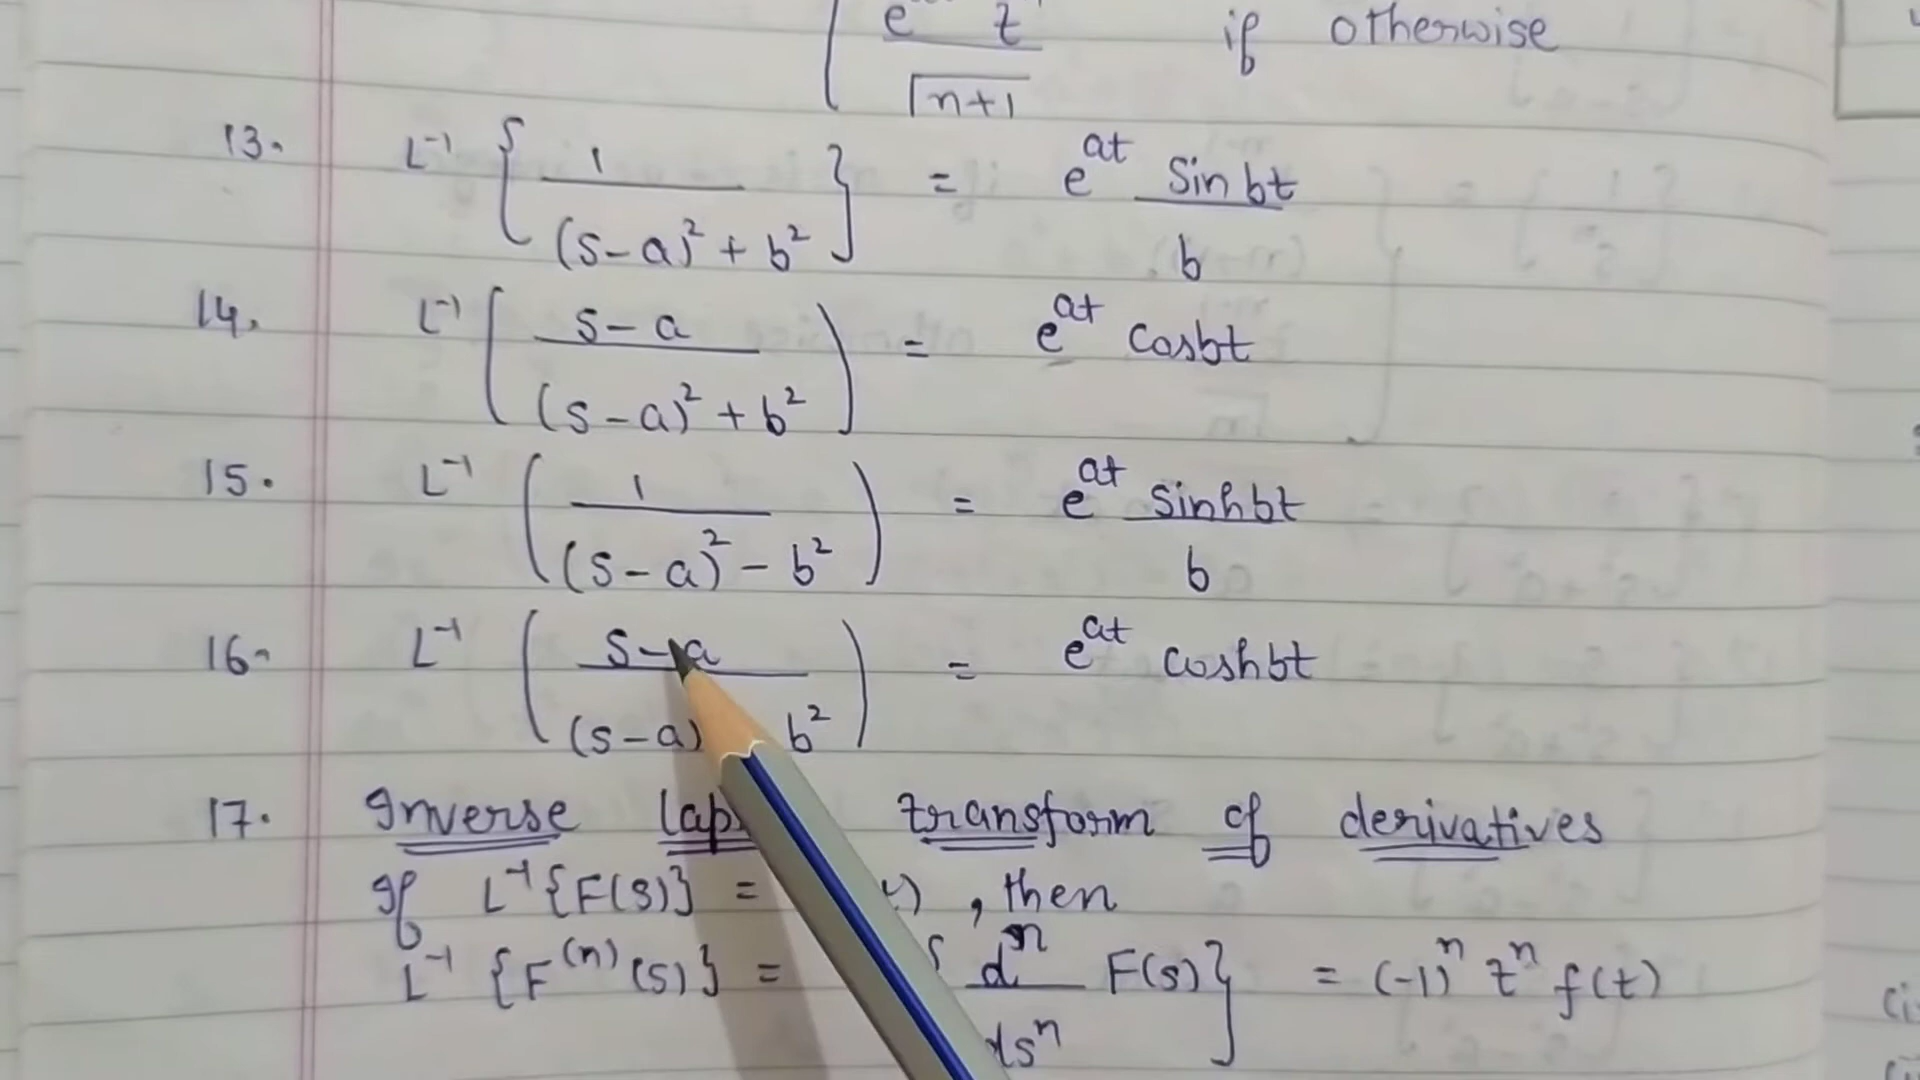 e z if otherwise
√n+1
13. L⁻¹ { 1 / (s-a)² + b² } = e^at sin bt / b
14. L⁻¹ ( s-a / (s-a)² + b² ) = e^at cosbt
15. L⁻¹ ( 1 / (s-a)² - b² ) = e^at sinhbt / b
16. L⁻¹ ( s-a / (s-a) b² ) = e^at coshbt
17. Inverse transform of derivatives
If L⁻¹{F(s)} = t) , then
L⁻¹ {F⁽ⁿ⁾(s)} = { dⁿ / dsⁿ F(s)} = (-1)ⁿ tⁿ f(t)